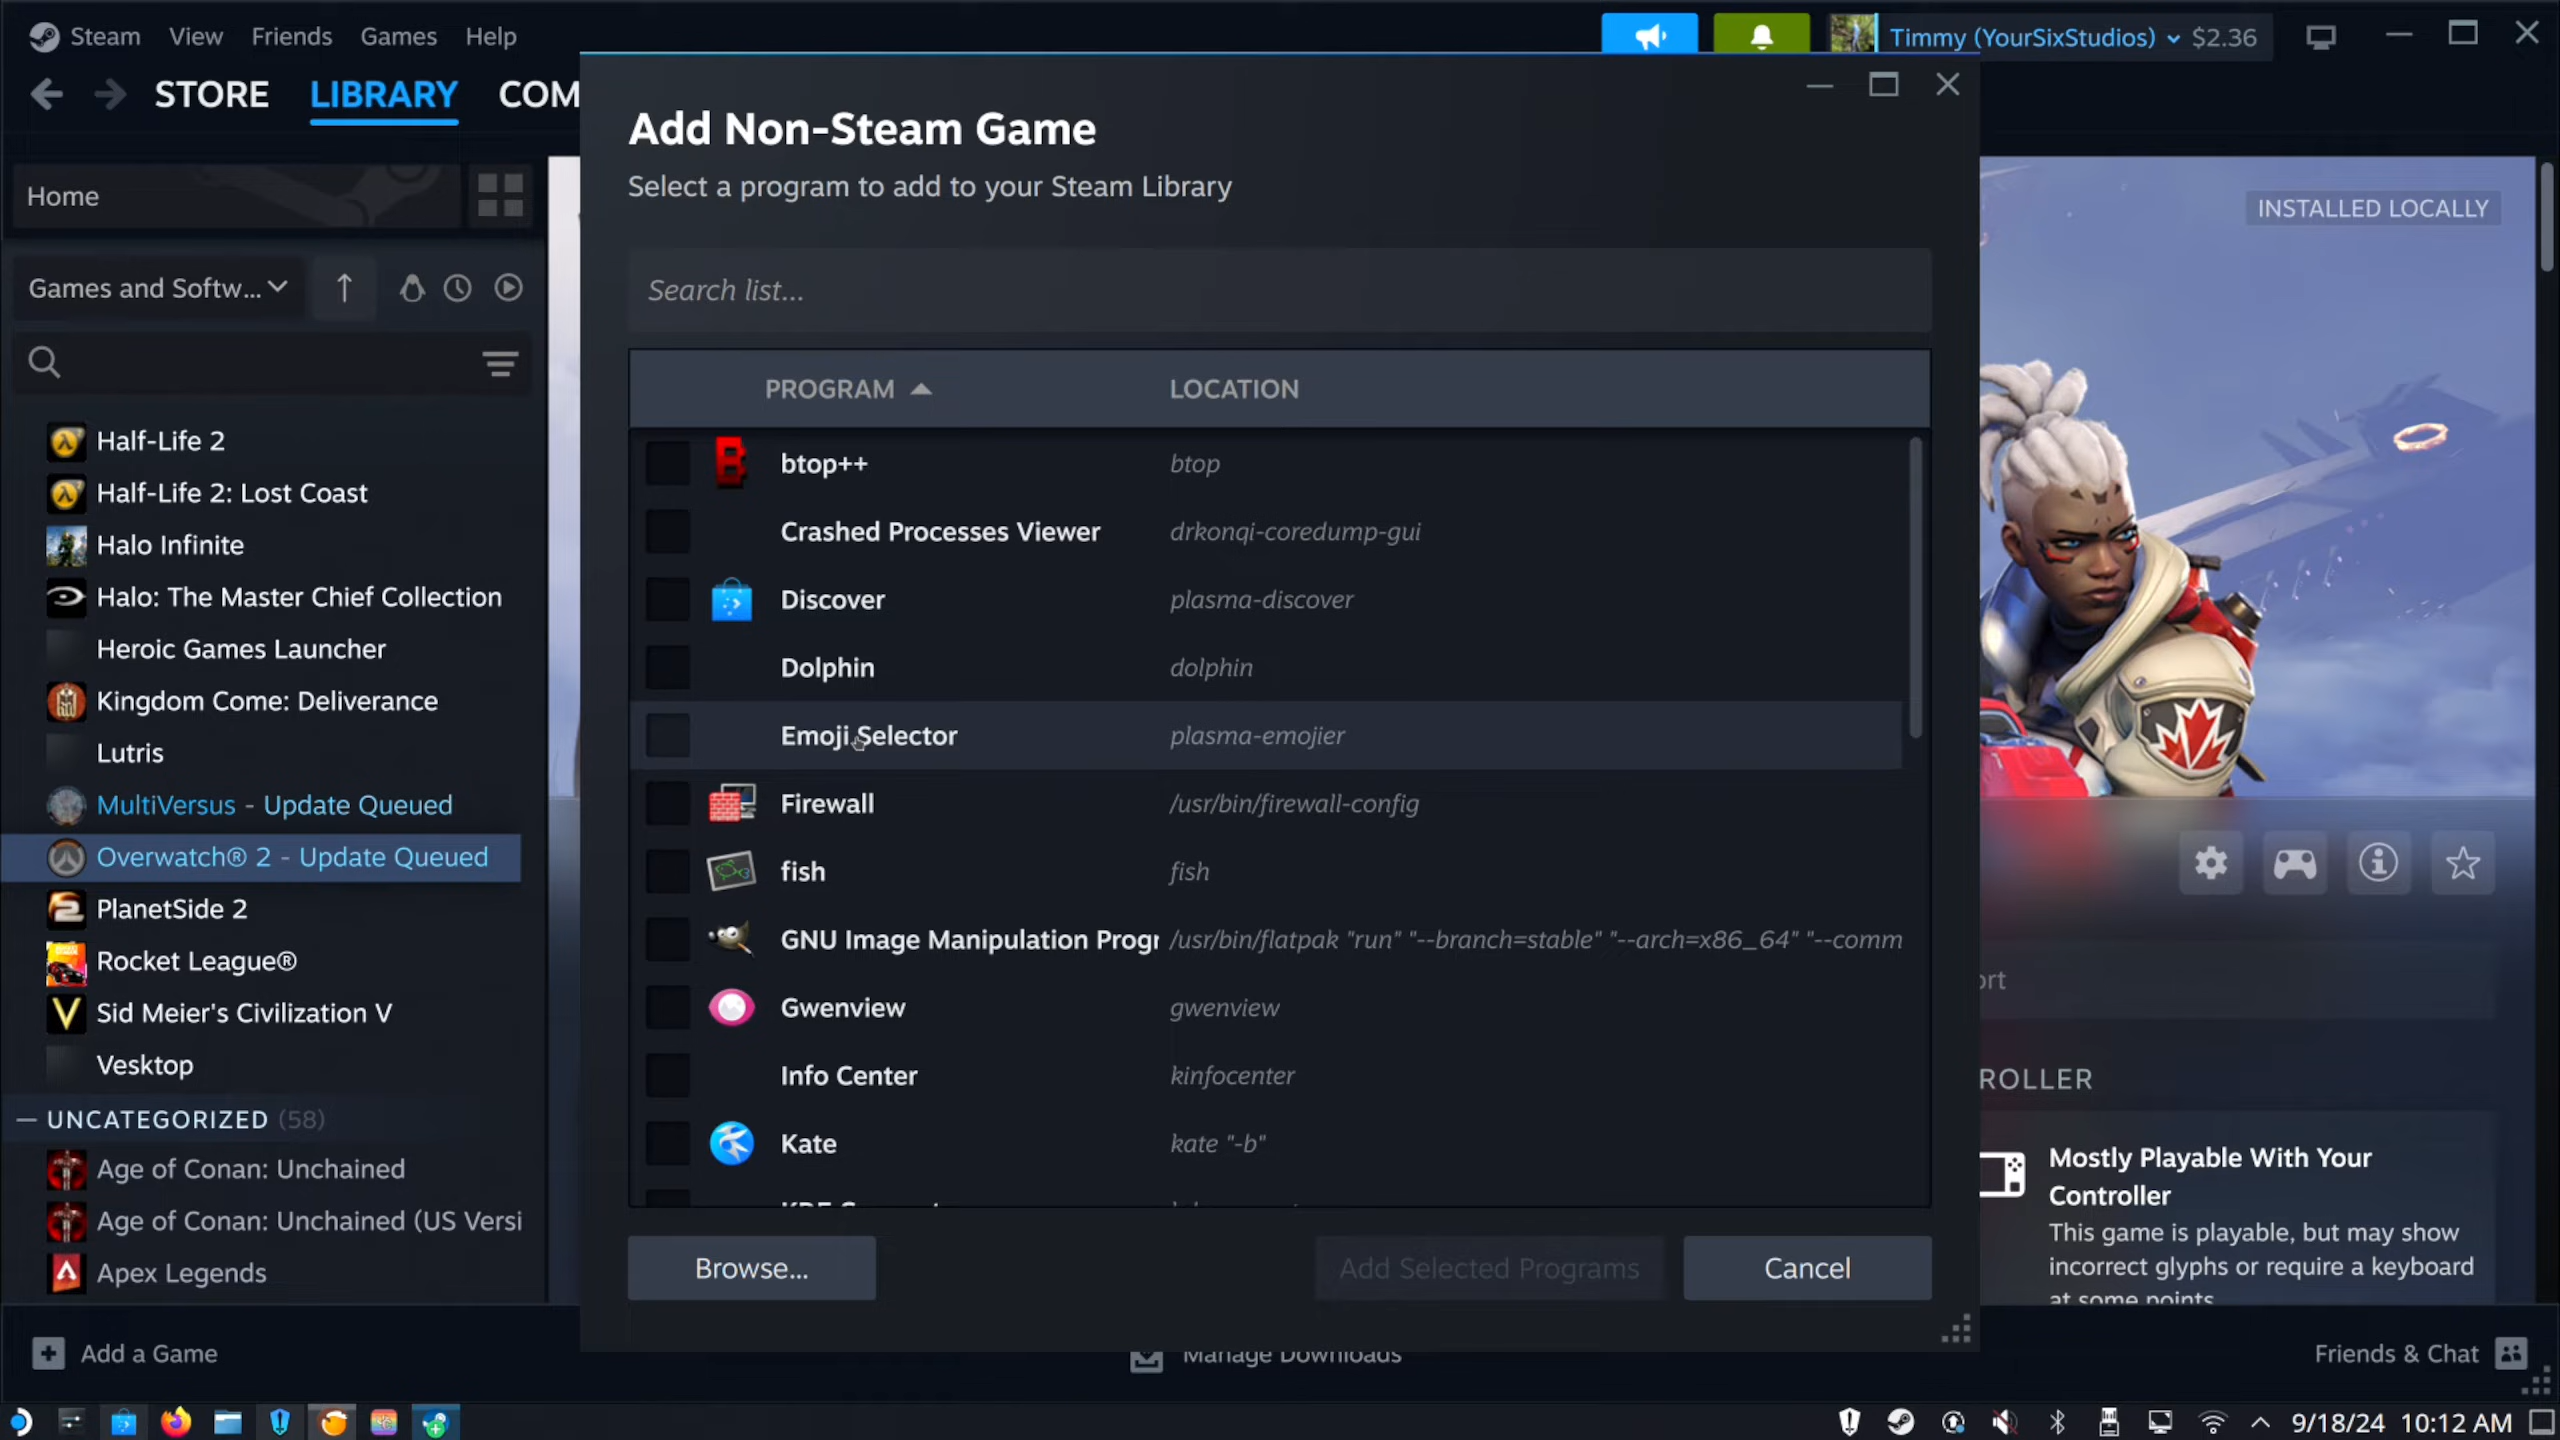 Steam View Friends Games Help
Timmy (YourSixStudios) $2.36
STORE LIBRARY COM
Add Non-Steam Game
Select a program to add to your Steam Library
Home
INSTALLED LOCALLY
Games and Softw...
Search list...
PROGRAM LOCATION
Half-Life 2
Half-Life 2: Lost Coast
Halo Infinite
Halo: The Master Chief Collection
Heroic Games Launcher
Kingdom Come: Deliverance
Lutris
MultiVersus - Update Queued
Overwatch® 2 - Update Queued
PlanetSide 2
Rocket League®
Sid Meier's Civilization V
Vesktop
UNCATEGORIZED (58)
Age of Conan: Unchained
Age of Conan: Unchained (US Versi
Apex Legends
btop++ btop
Crashed Processes Viewer drkonqi-coredump-gui
Discover plasma-discover
Dolphin dolphin
Emoji Selector plasma-emojier
Firewall /usr/bin/firewall-config
fish fish
GNU Image Manipulation Progr /usr/bin/flatpak "run" "--branch=stable" "--arch=x86_64" "--comm
Gwenview gwenview
Info Center kinfocenter
Kate kate "-b"
Browse... Add Selected Programs Cancel
ort
ROLLER
Mostly Playable With Your
Controller
This game is playable, but may show
incorrect glyphs or require a keyboard
at some points.
Add a Game
Manage Downloads
Friends & Chat
9/18/24 10:12 AM